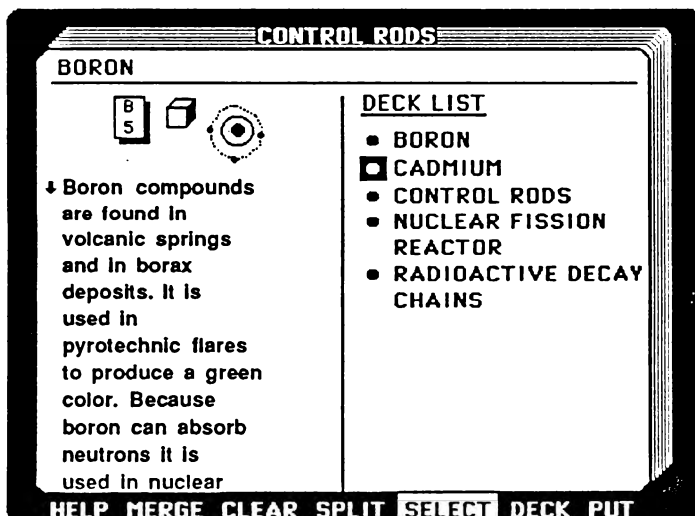 CONTROL RODS
BORON
B
5
Boron compounds
are found in
volcanic springs
and in borax
deposits. It is
used in
pyrotechnic flares
to produce a green
color. Because
boron can absorb
neutrons it is
used in nuclear
DECK LIST
BORON
CADMIUM
CONTROL RODS
NUCLEAR FISSION
REACTOR
RADIOACTIVE DECAY
CHAINS
HELP MERGE CLEAR SPLIT SELECT DECK PUT